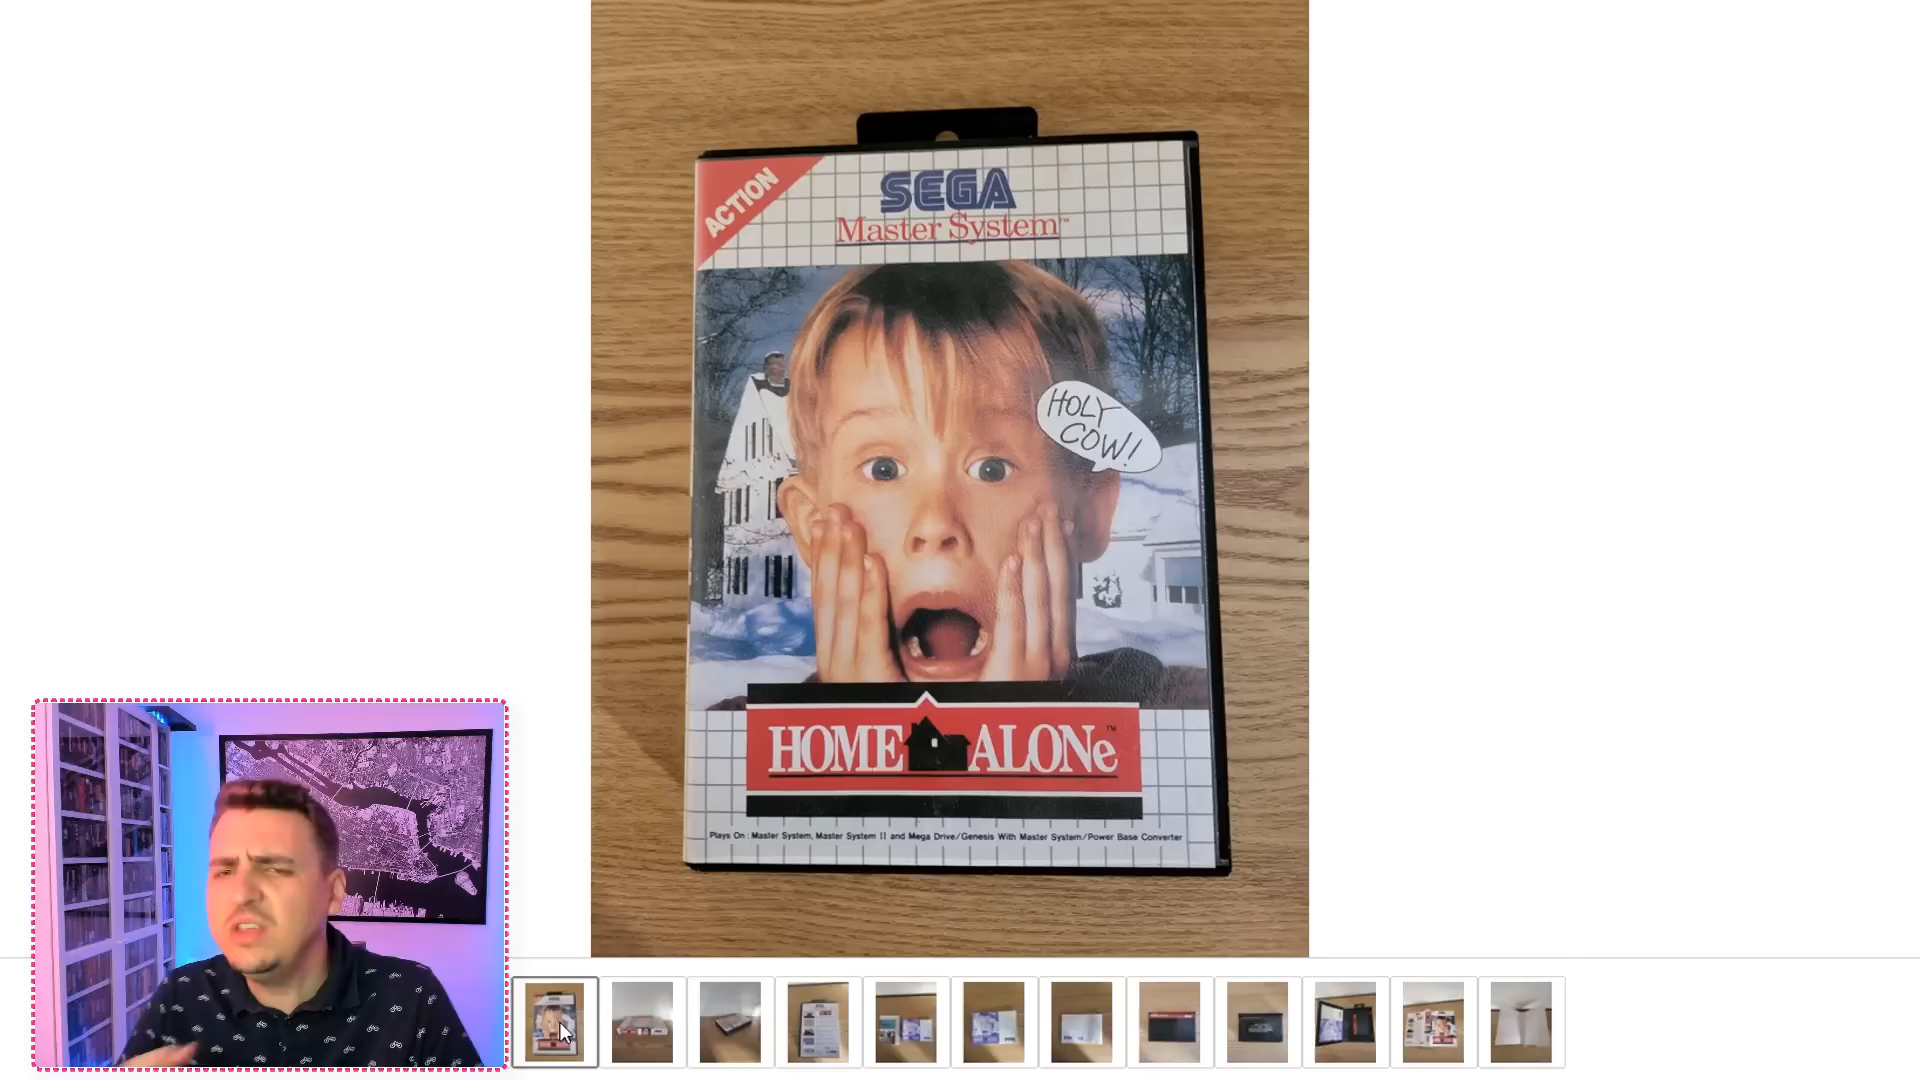 ACTION
SEGA
Master System™
HOLY
COW!
HOME ALONe™
Plays On : Master System, Master System II and Mega Drive/Genesis With Master System/Power Base Converter